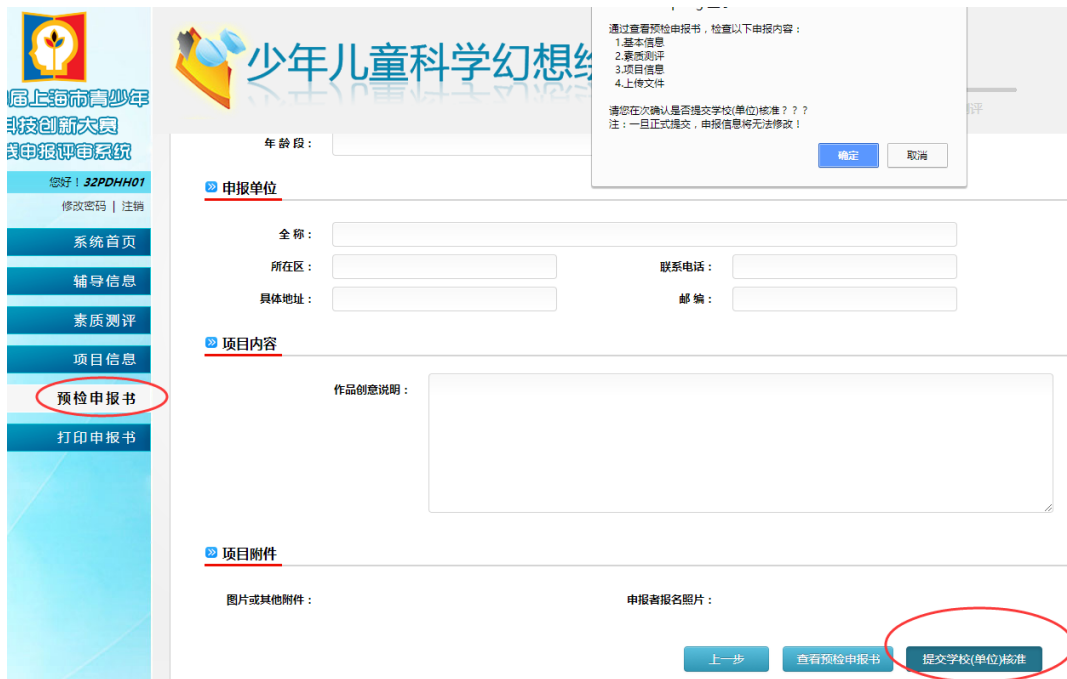 届上海市青少年
科技创新大赛
线申报评审系统
您好！32PDHH01
修改密码 | 注销
系统首页
辅导信息
素质测评
项目信息
预检申报书
打印申报书
少年儿童科学幻想绘
通过查看预检申报书，检查以下申报内容：
1.基本信息
2.素质测评
3.项目信息
4.上传文件
请您在次确认是否提交学校(单位)核准？？？
注：一旦正式提交，申报信息将无法修改！
确定
取消
评
年龄段：
申报单位
全称：
所在区：
联系电话：
具体地址：
邮编：
项目内容
作品创意说明：
项目附件
图片或其他附件：
申报者报名照片：
上一步
查看预检申报书
提交学校(单位)核准